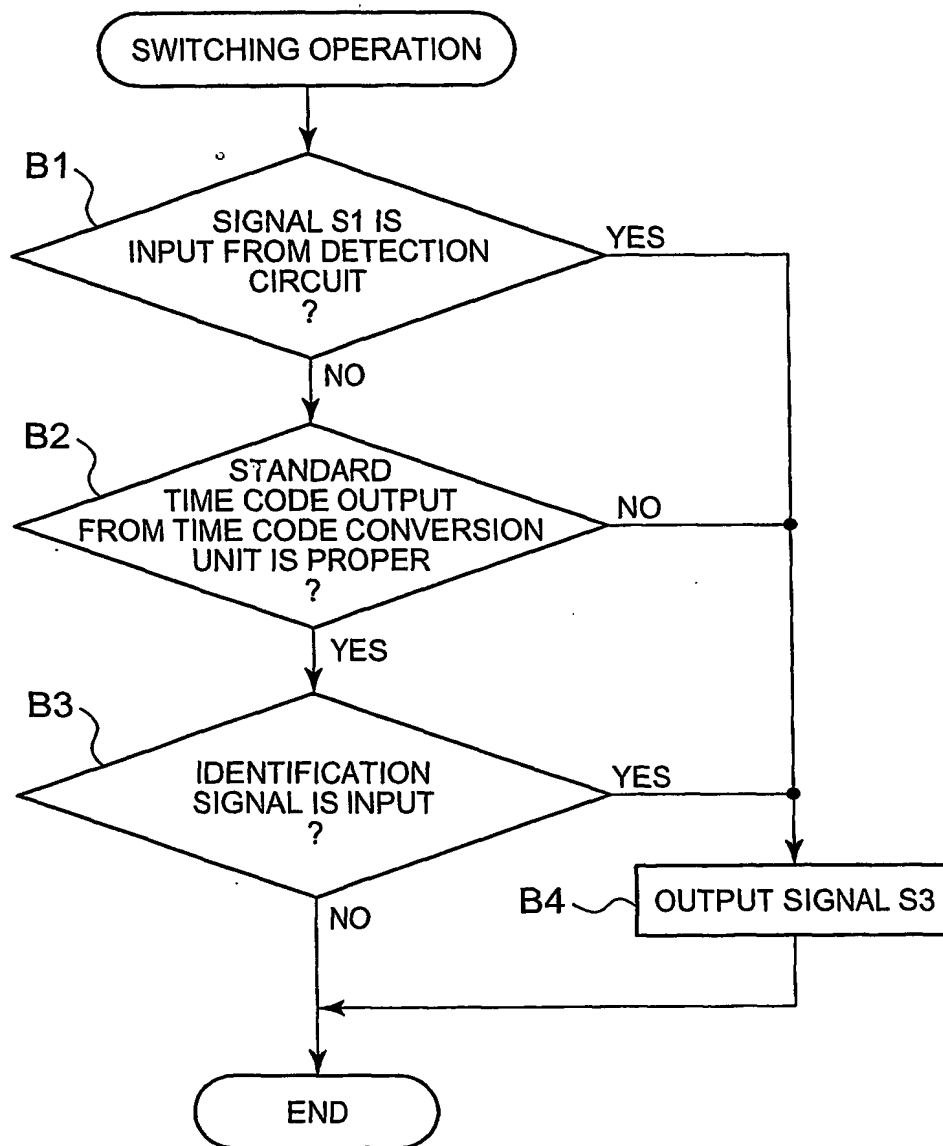 SWITCHING OPERATION
B1
SIGNAL S1 IS
INPUT FROM DETECTION
CIRCUIT
?
YES
NO
B2
STANDARD
TIME CODE OUTPUT
FROM TIME CODE CONVERSION
UNIT IS PROPER
?
NO
YES
B3
IDENTIFICATION
SIGNAL IS INPUT
?
YES
NO
B4
OUTPUT SIGNAL S3
END